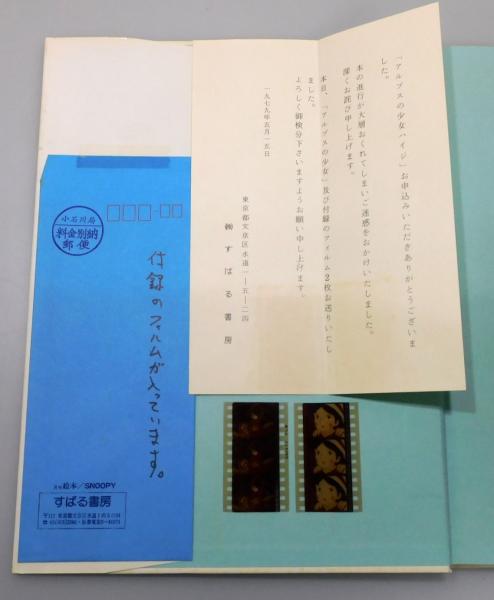 「アルプスの少女ハイジ」お申込みいただきありがとうございま
した。
本の進行が大層おくれてしまいご迷惑をおかけいたしました。
深くお詫び申し上げます。
本日、「アルプスの少女」及び付録のフィルム2枚お送りいたし
ました。
よろしく御検分下さいますようお願い申し上げます。
一九七九年五月一五日
東京都文京区水道一―五―二四
㈱すばる書房
小石川局
料金別納
郵便
付録のフィルムが入っています。
月刊絵本/SNOOPY
すばる書房